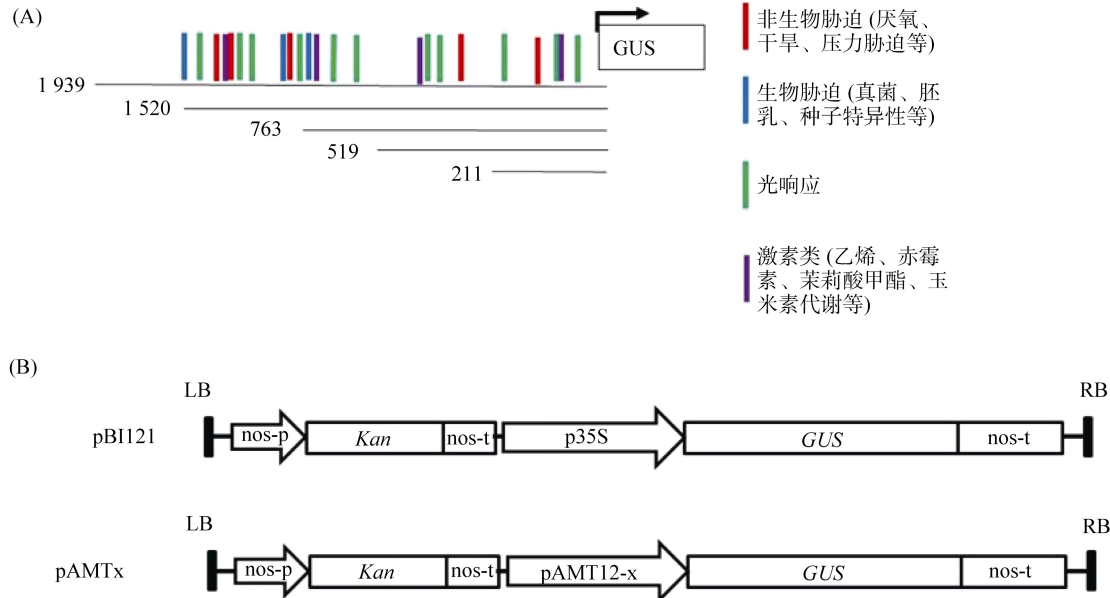 (A)
GUS
1 939
1 520
763
519
211
非生物胁迫 (厌氧、
干旱、压力胁迫等)
生物胁迫 (真菌、胚
乳、种子特异性等)
光响应
激素类 (乙烯、赤霉
素、茉莉酸甲酯、玉
米素代谢等)
(B)
LB RB
pBI121 nos-p Kan nos-t p35S GUS nos-t
LB RB
pAMTx nos-p Kan nos-t pAMT12-x GUS nos-t